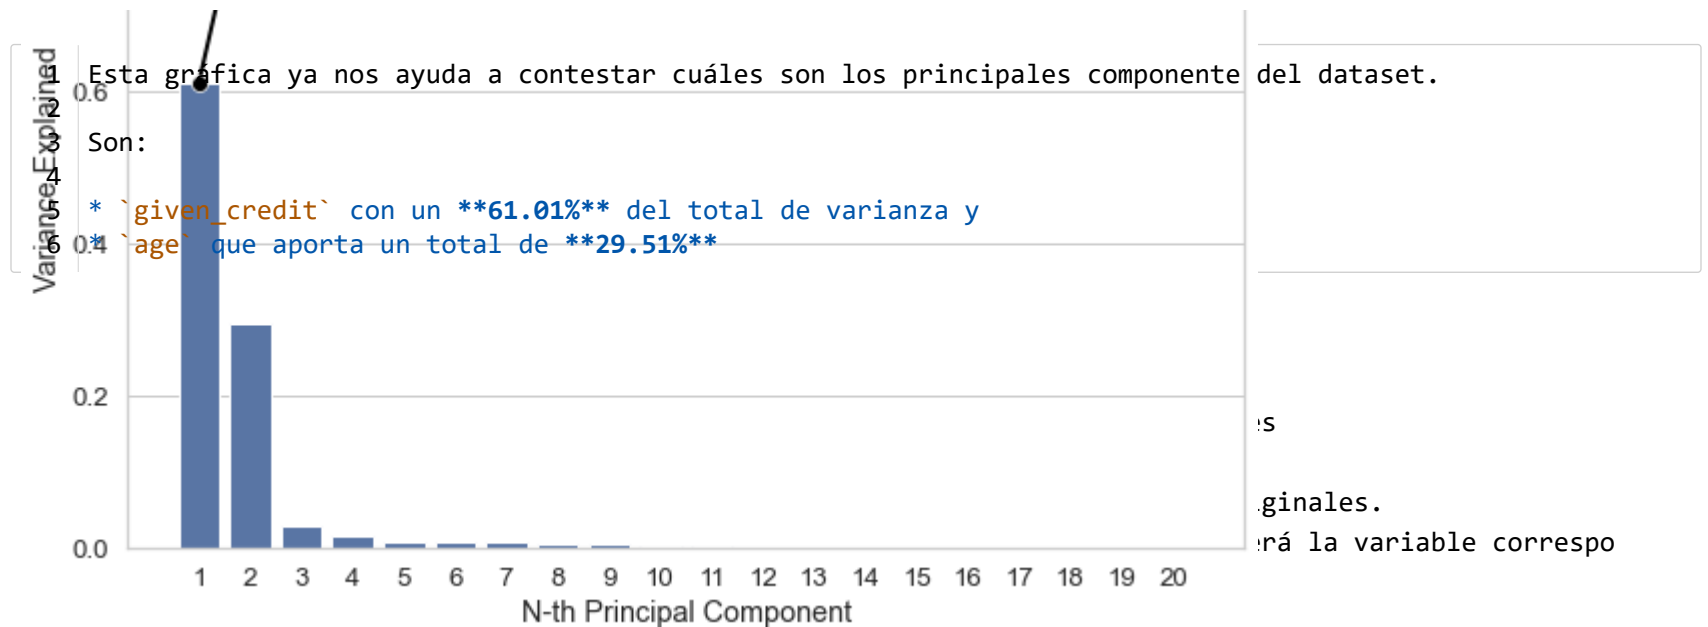 1 Esta gráfica ya nos ayuda a contestar cuáles son los principales componente del dataset.
2
3 Son:
4
5 * `given_credit` con un **61.01%** del total de varianza y
6 * `age` que aporta un total de **29.51%**
Variance Explained
0.6
0.4
0.2
0.0
es
ginales.
erá la variable correspo
1 2 3 4 5 6 7 8 9 10 11 12 13 14 15 16 17 18 19 20
N-th Principal Component